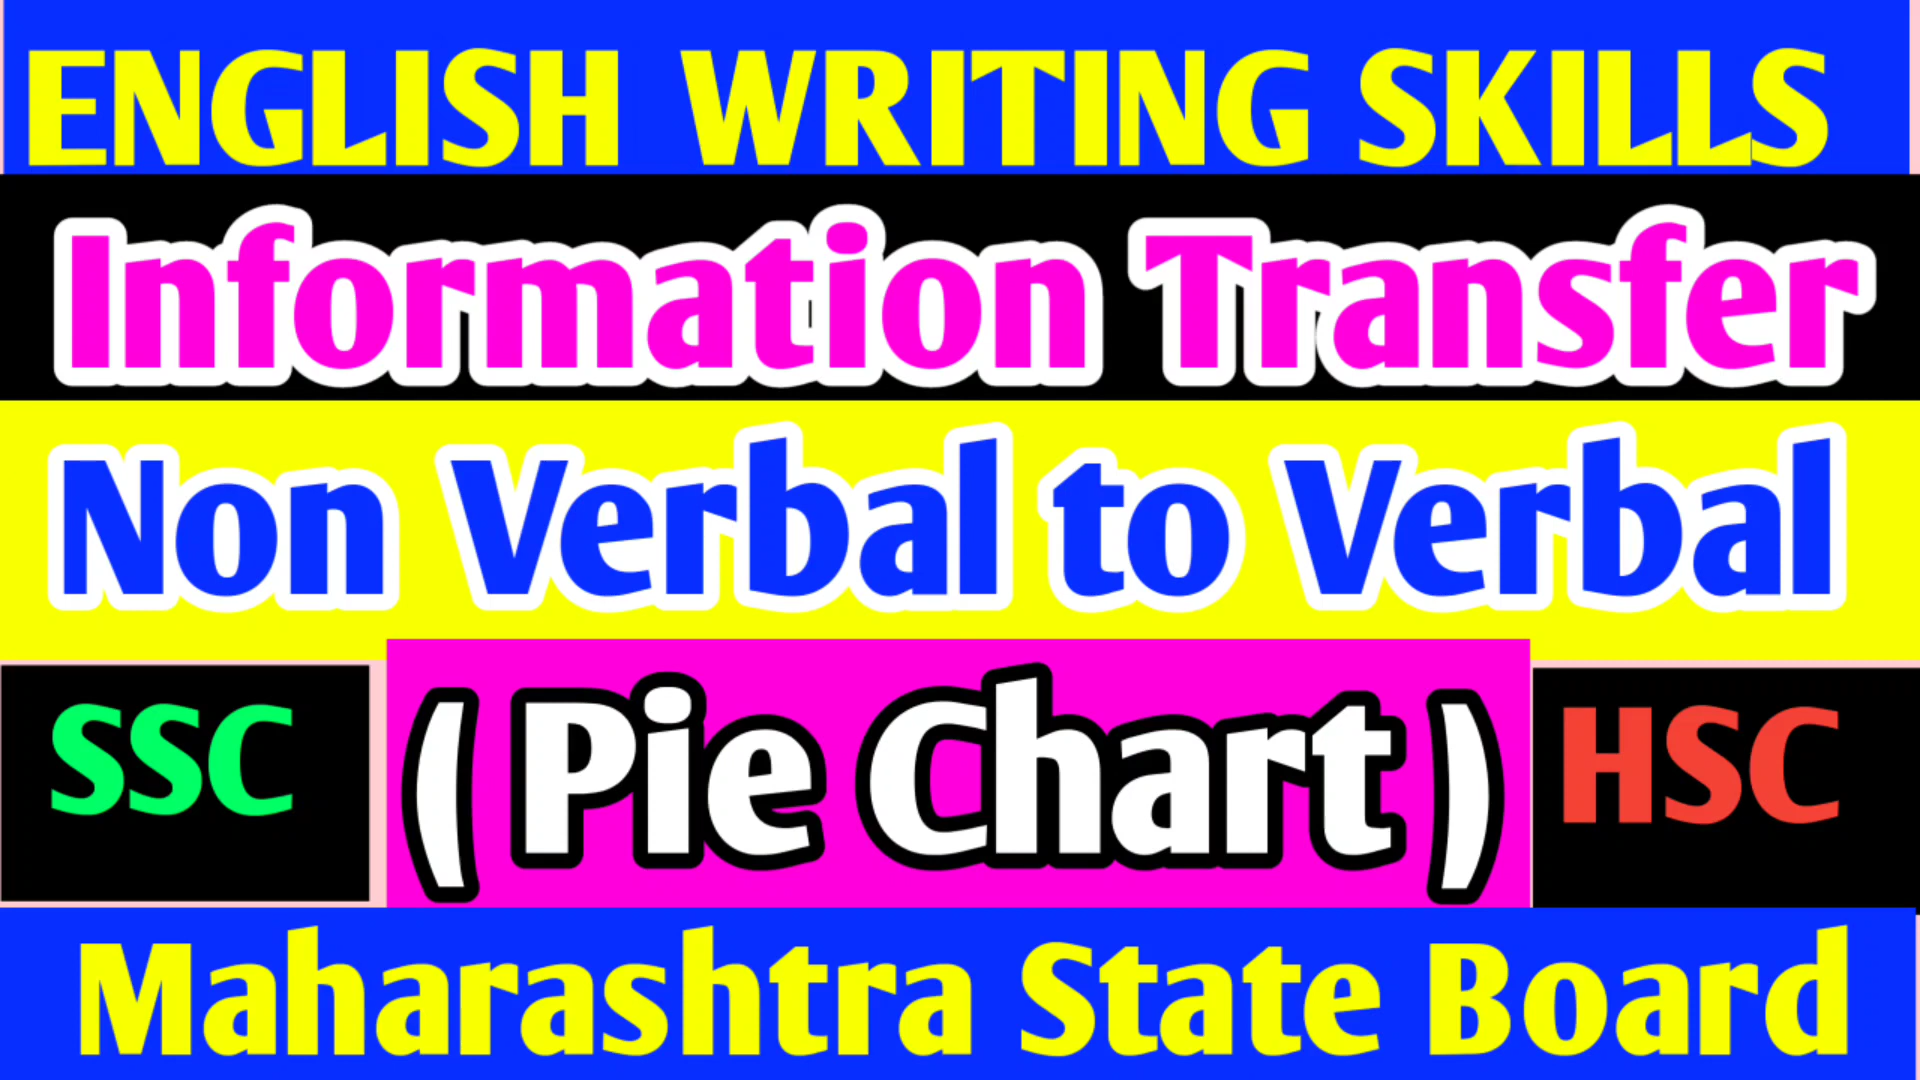 ENGLISH WRITING SKILLS
Information Transfer
Non Verbal to Verbal
SSC
( Pie Chart )
HSC
Maharashtra State Board